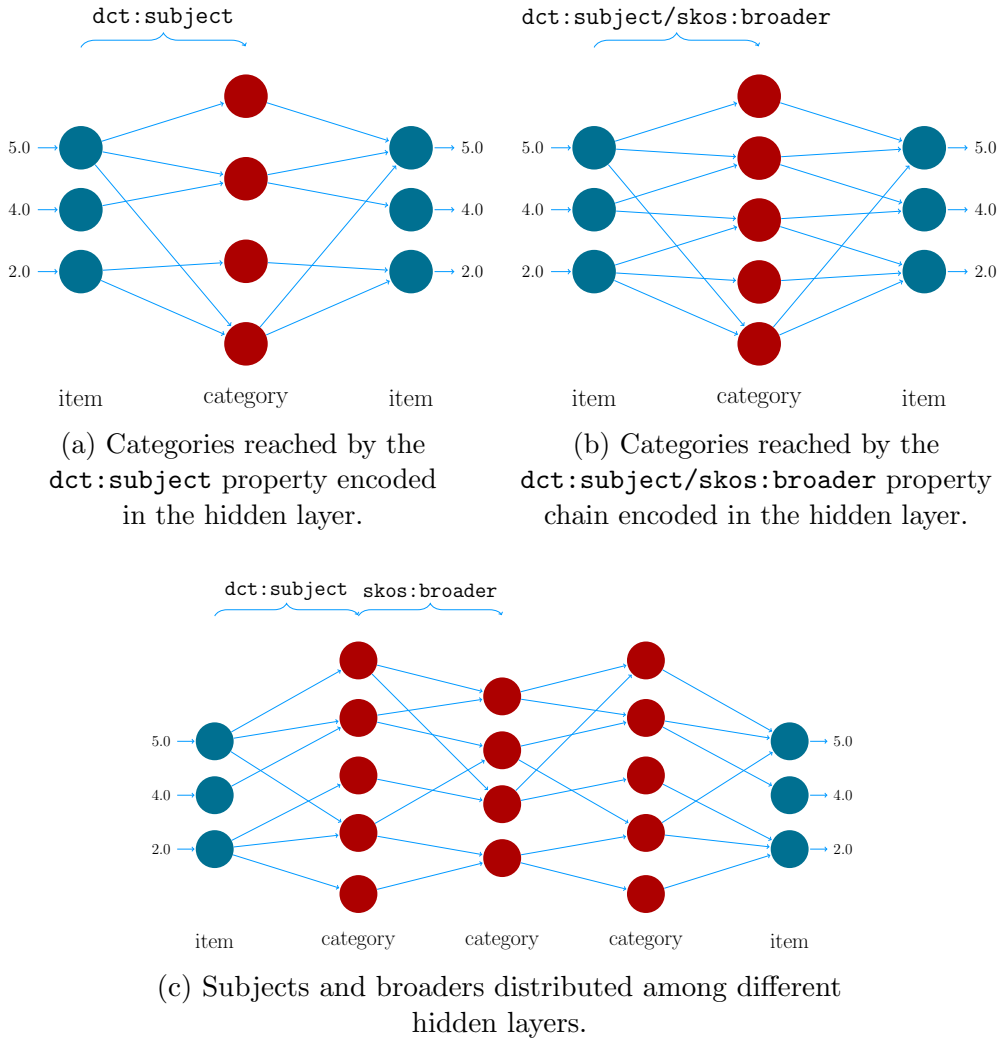 dct:subject
5.0
4.0
2.0
5.0
4.0
2.0
item
category
item
(a) Categories reached by the
dct:subject property encoded
in the hidden layer.
dct:subject/skos:broader
5.0
4.0
2.0
5.0
4.0
2.0
item
category
item
(b) Categories reached by the
dct:subject/skos:broader property
chain encoded in the hidden layer.
dct:subject
skos:broader
5.0
4.0
2.0
5.0
4.0
2.0
item
category
category
category
item
(c) Subjects and broaders distributed among different
hidden layers.